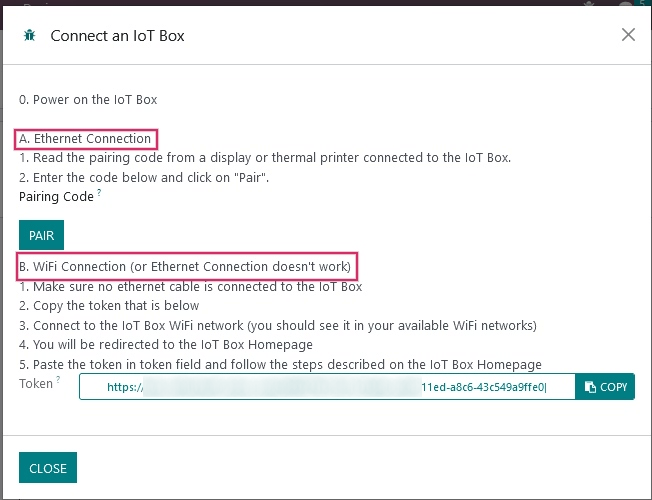 Connect an IoT Box
0. Power on the IoT Box
A. Ethernet Connection
1. Read the pairing code from a display or thermal printer connected to the IoT Box.
2. Enter the code below and click on "Pair".
Pairing Code ?
PAIR
B. WiFi Connection (or Ethernet Connection doesn't work)
1. Make sure no ethernet cable is connected to the IoT Box
2. Copy the token that is below
3. Connect to the IoT Box WiFi network (you should see it in your available WiFi networks)
4. You will be redirected to the IoT Box Homepage
5. Paste the token in token field and follow the steps described on the IoT Box Homepage
Token ? https:/ 11ed-a8c6-43c549a9ffe0| COPY
CLOSE